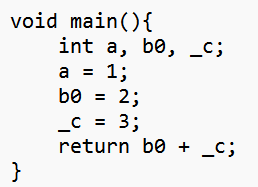 void main(){
    int a, b0, _c;
    a = 1;
    b0 = 2;
    _c = 3;
    return b0 + _c;
}